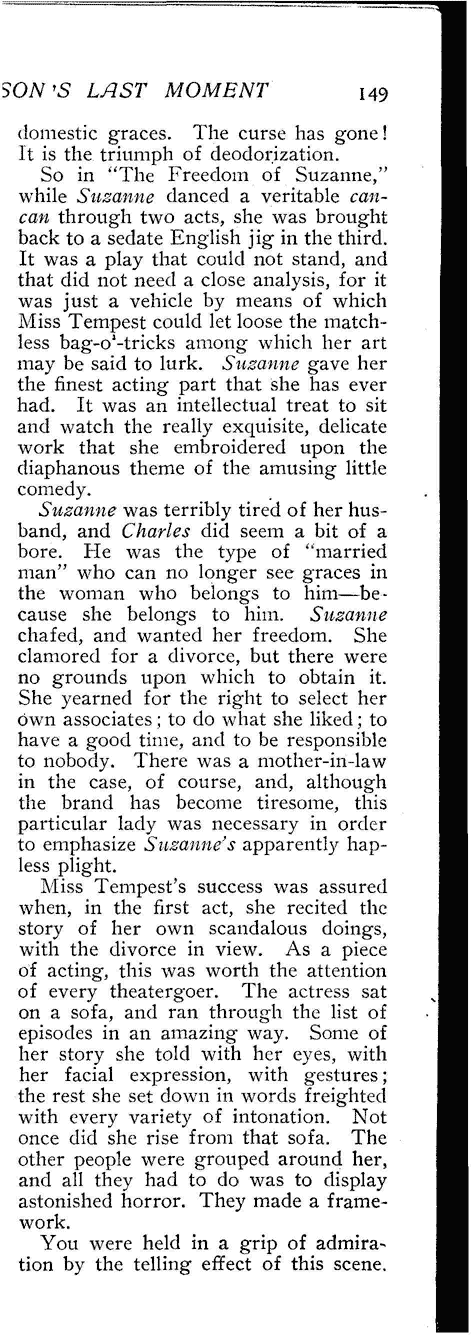 SON'S LAST MOMENT 149
domestic graces. The curse has gone!
It is the triumph of deodorization.
So in "The Freedom of Suzanne,"
while Suzanne danced a veritable can-
can through two acts, she was brought
back to a sedate English jig in the third.
It was a play that could not stand, and
that did not need a close analysis, for it
was just a vehicle by means of which
Miss Tempest could let loose the match-
less bag-o'-tricks among which her art
may be said to lurk. Suzanne gave her
the finest acting part that she has ever
had. It was an intellectual treat to sit
and watch the really exquisite, delicate
work that she embroidered upon the
diaphanous theme of the amusing little
comedy.
Suzanne was terribly tired of her hus-
band, and Charles did seem a bit of a
bore. He was the type of "married
man" who can no longer see graces in
the woman who belongs to him—be-
cause she belongs to him. Suzanne
chafed, and wanted her freedom. She
clamored for a divorce, but there were
no grounds upon which to obtain it.
She yearned for the right to select her
own associates; to do what she liked; to
have a good time, and to be responsible
to nobody. There was a mother-in-law
in the case, of course, and, although
the brand has become tiresome, this
particular lady was necessary in order
to emphasize Suzanne's apparently hap-
less plight.
Miss Tempest's success was assured
when, in the first act, she recited the
story of her own scandalous doings,
with the divorce in view. As a piece
of acting, this was worth the attention
of every theatergoer. The actress sat
on a sofa, and ran through the list of
episodes in an amazing way. Some of
her story she told with her eyes, with
her facial expression, with gestures;
the rest she set down in words freighted
with every variety of intonation. Not
once did she rise from that sofa. The
other people were grouped around her,
and all they had to do was to display
astonished horror. They made a frame-
work.
You were held in a grip of admira-
tion by the telling effect of this scene.